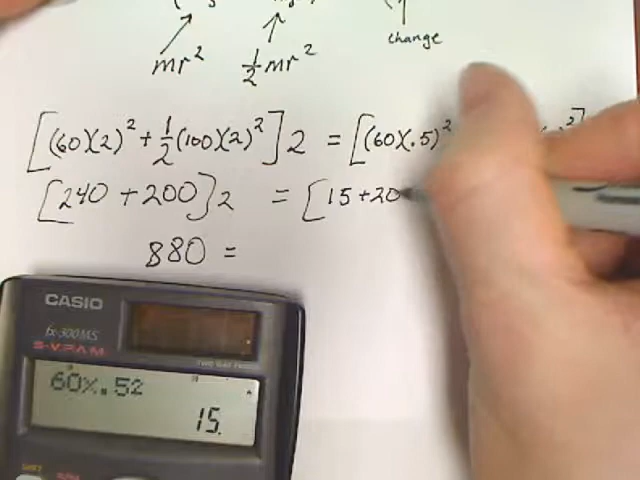 mr² ½mr² change
[(60)(2)² + ½(100)(2)²]2 = [(60)(.5)²
[240 + 200]2 = [15 + 20
880 =
CASIO
fx-300MS
S-V.P.A.M.
60×.52
15.